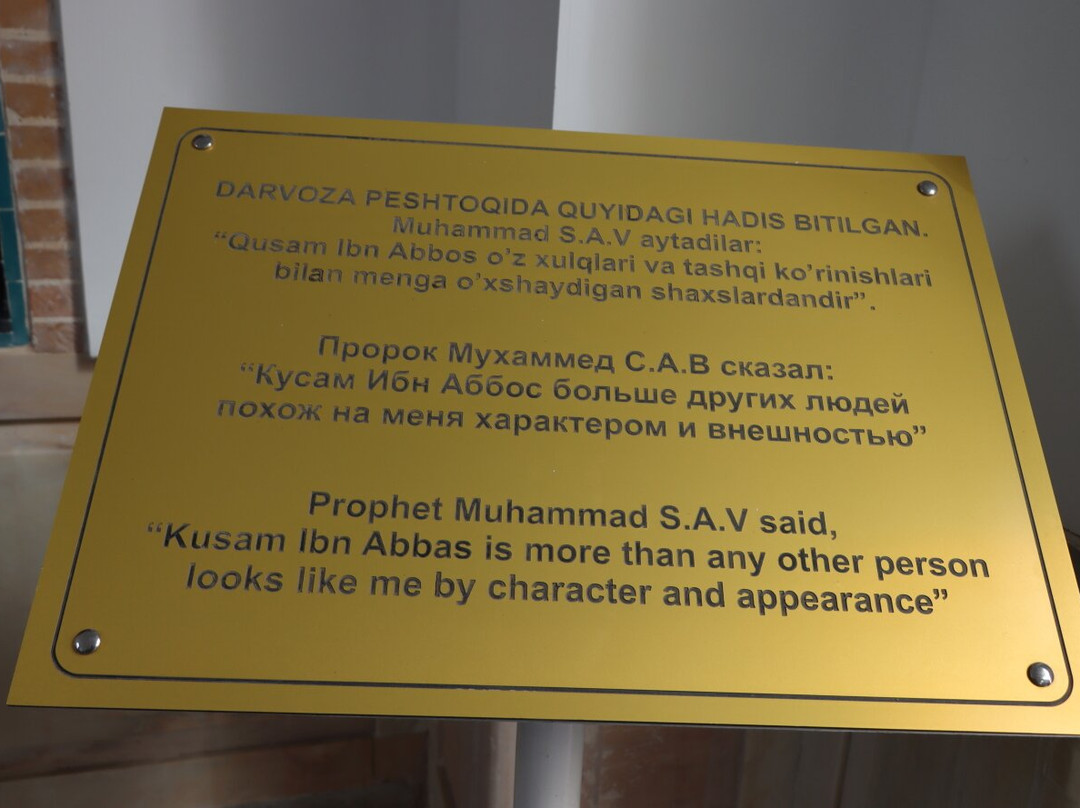 DARVOZA PESHTOQIDA QUYIDAGI HADIS BITILGAN.
Muhammad S.A.V aytadilar:
“Qusam Ibn Abbos o’z xulqlari va tashqi ko’rinishlari
bilan menga o’xshaydigan shaxslardandir”.
Пророк Мухаммед С.А.В сказал:
“Кусам Ибн Аббос больше других людей
похож на меня характером и внешностью”
Prophet Muhammad S.A.V said,
“Kusam Ibn Abbas is more than any other person
looks like me by character and appearance”